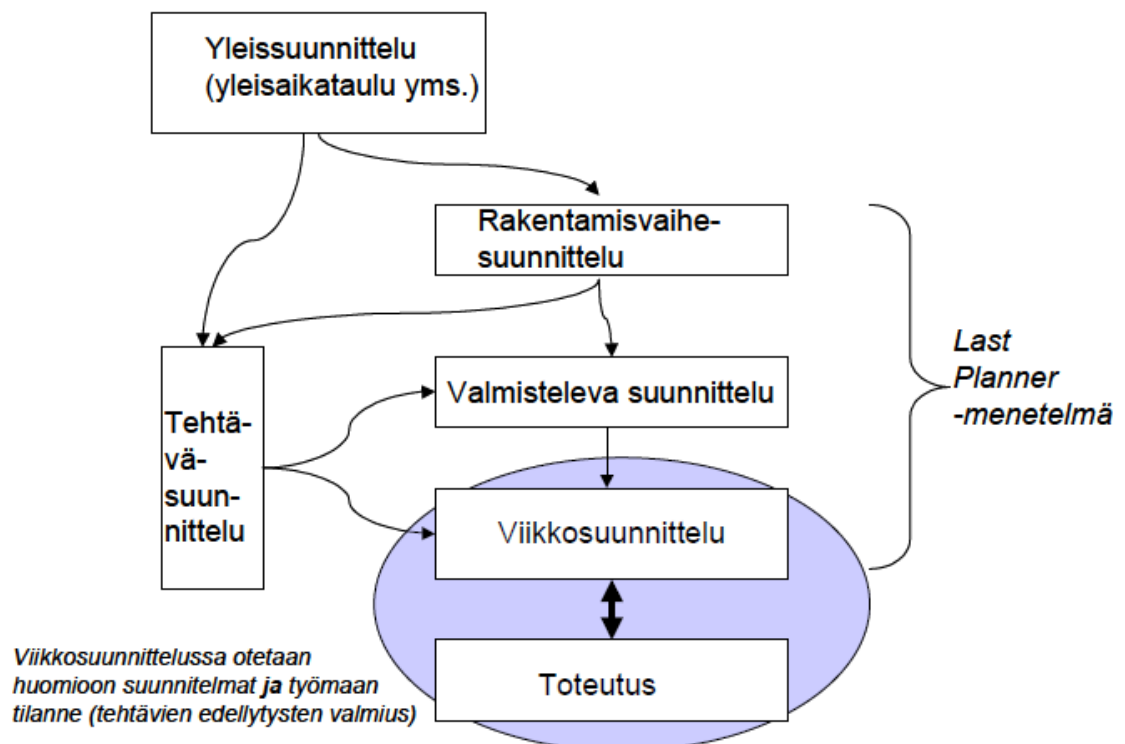 Yleissuunnittelu
(yleisaikataulu yms.)
Rakentamisvaihe-
suunnittelu
Last
Planner
-menetelmä
Valmisteleva suunnittelu
Tehtä-
vä-
suun-
nittelu
Viikkosuunnittelu
Toteutus
Viikkosuunnittelussa otetaan
huomioon suunnitelmat ja työmaan
tilanne (tehtävien edellytysten valmius)